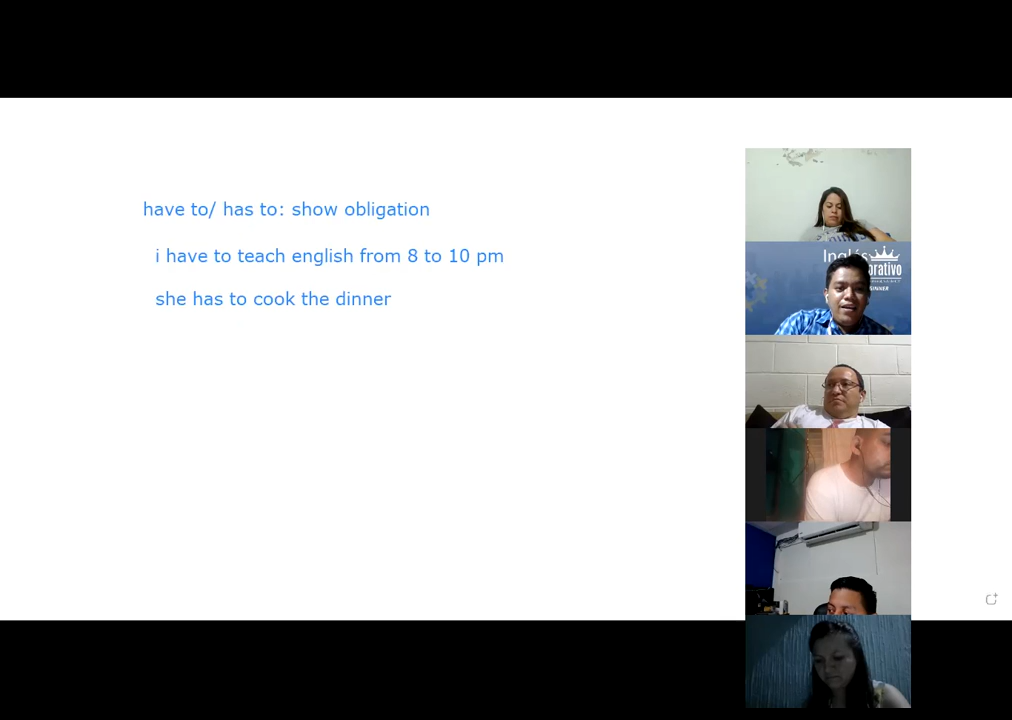 have to/ has to: show obligation
i have to teach english from 8 to 10 pm
she has to cook the dinner
Inglés